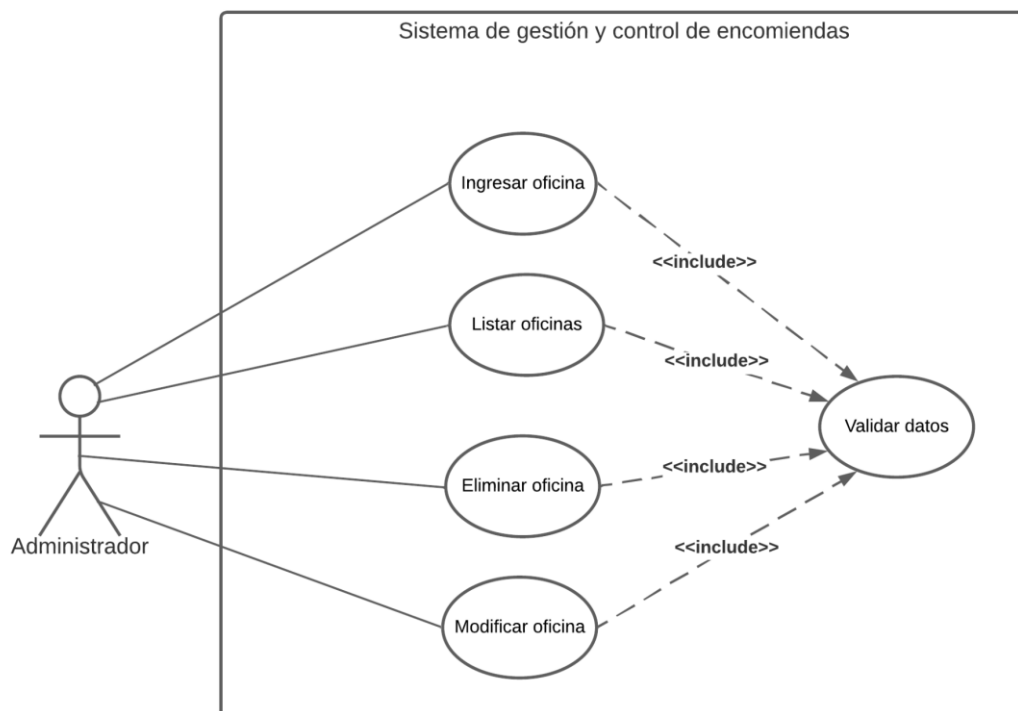 Sistema de gestión y control de encomiendas
Ingresar oficina
<<include>>
Listar oficinas
<<include>>
Validar datos
<<include>>
Eliminar oficina
Administrador
<<include>>
Modificar oficina